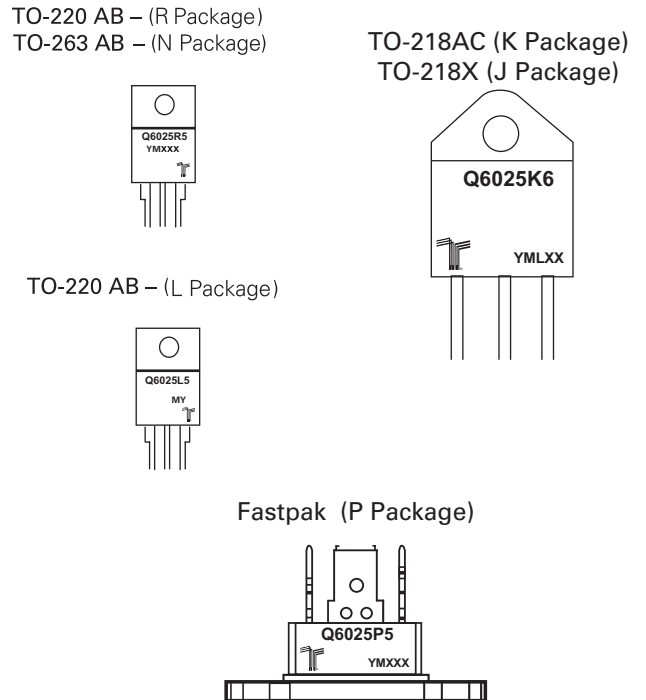 TO-220 AB – (R Package)
TO-263 AB – (N Package)
Q6025R5
YMXXX
TO-218AC (K Package)
TO-218X (J Package)
Q6025K6
YMLXX
TO-220 AB – (L Package)
Q6025L5
MY
Fastpak (P Package)
Q6025P5
YMXXX